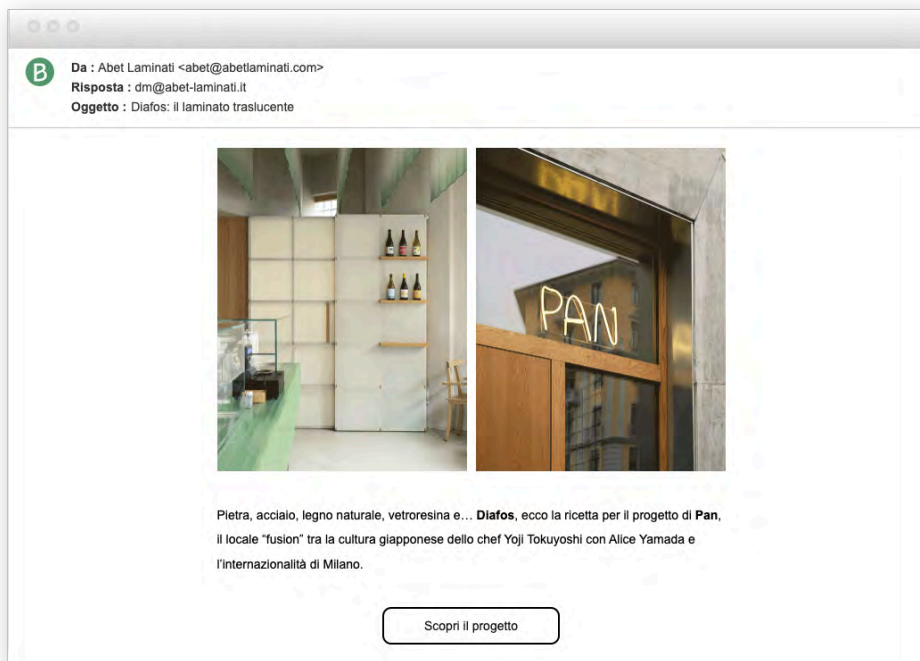 B
Da : Abet Laminati <abet@abetlaminati.com>
Risposta : dm@abet-laminati.it
Oggetto : Diafos: il laminato traslucente
PAN
Pietra, acciaio, legno naturale, vetroresina e… Diafos, ecco la ricetta per il progetto di Pan,
il locale “fusion” tra la cultura giapponese dello chef Yoji Tokuyoshi con Alice Yamada e
l’internazionalità di Milano.
Scopri il progetto